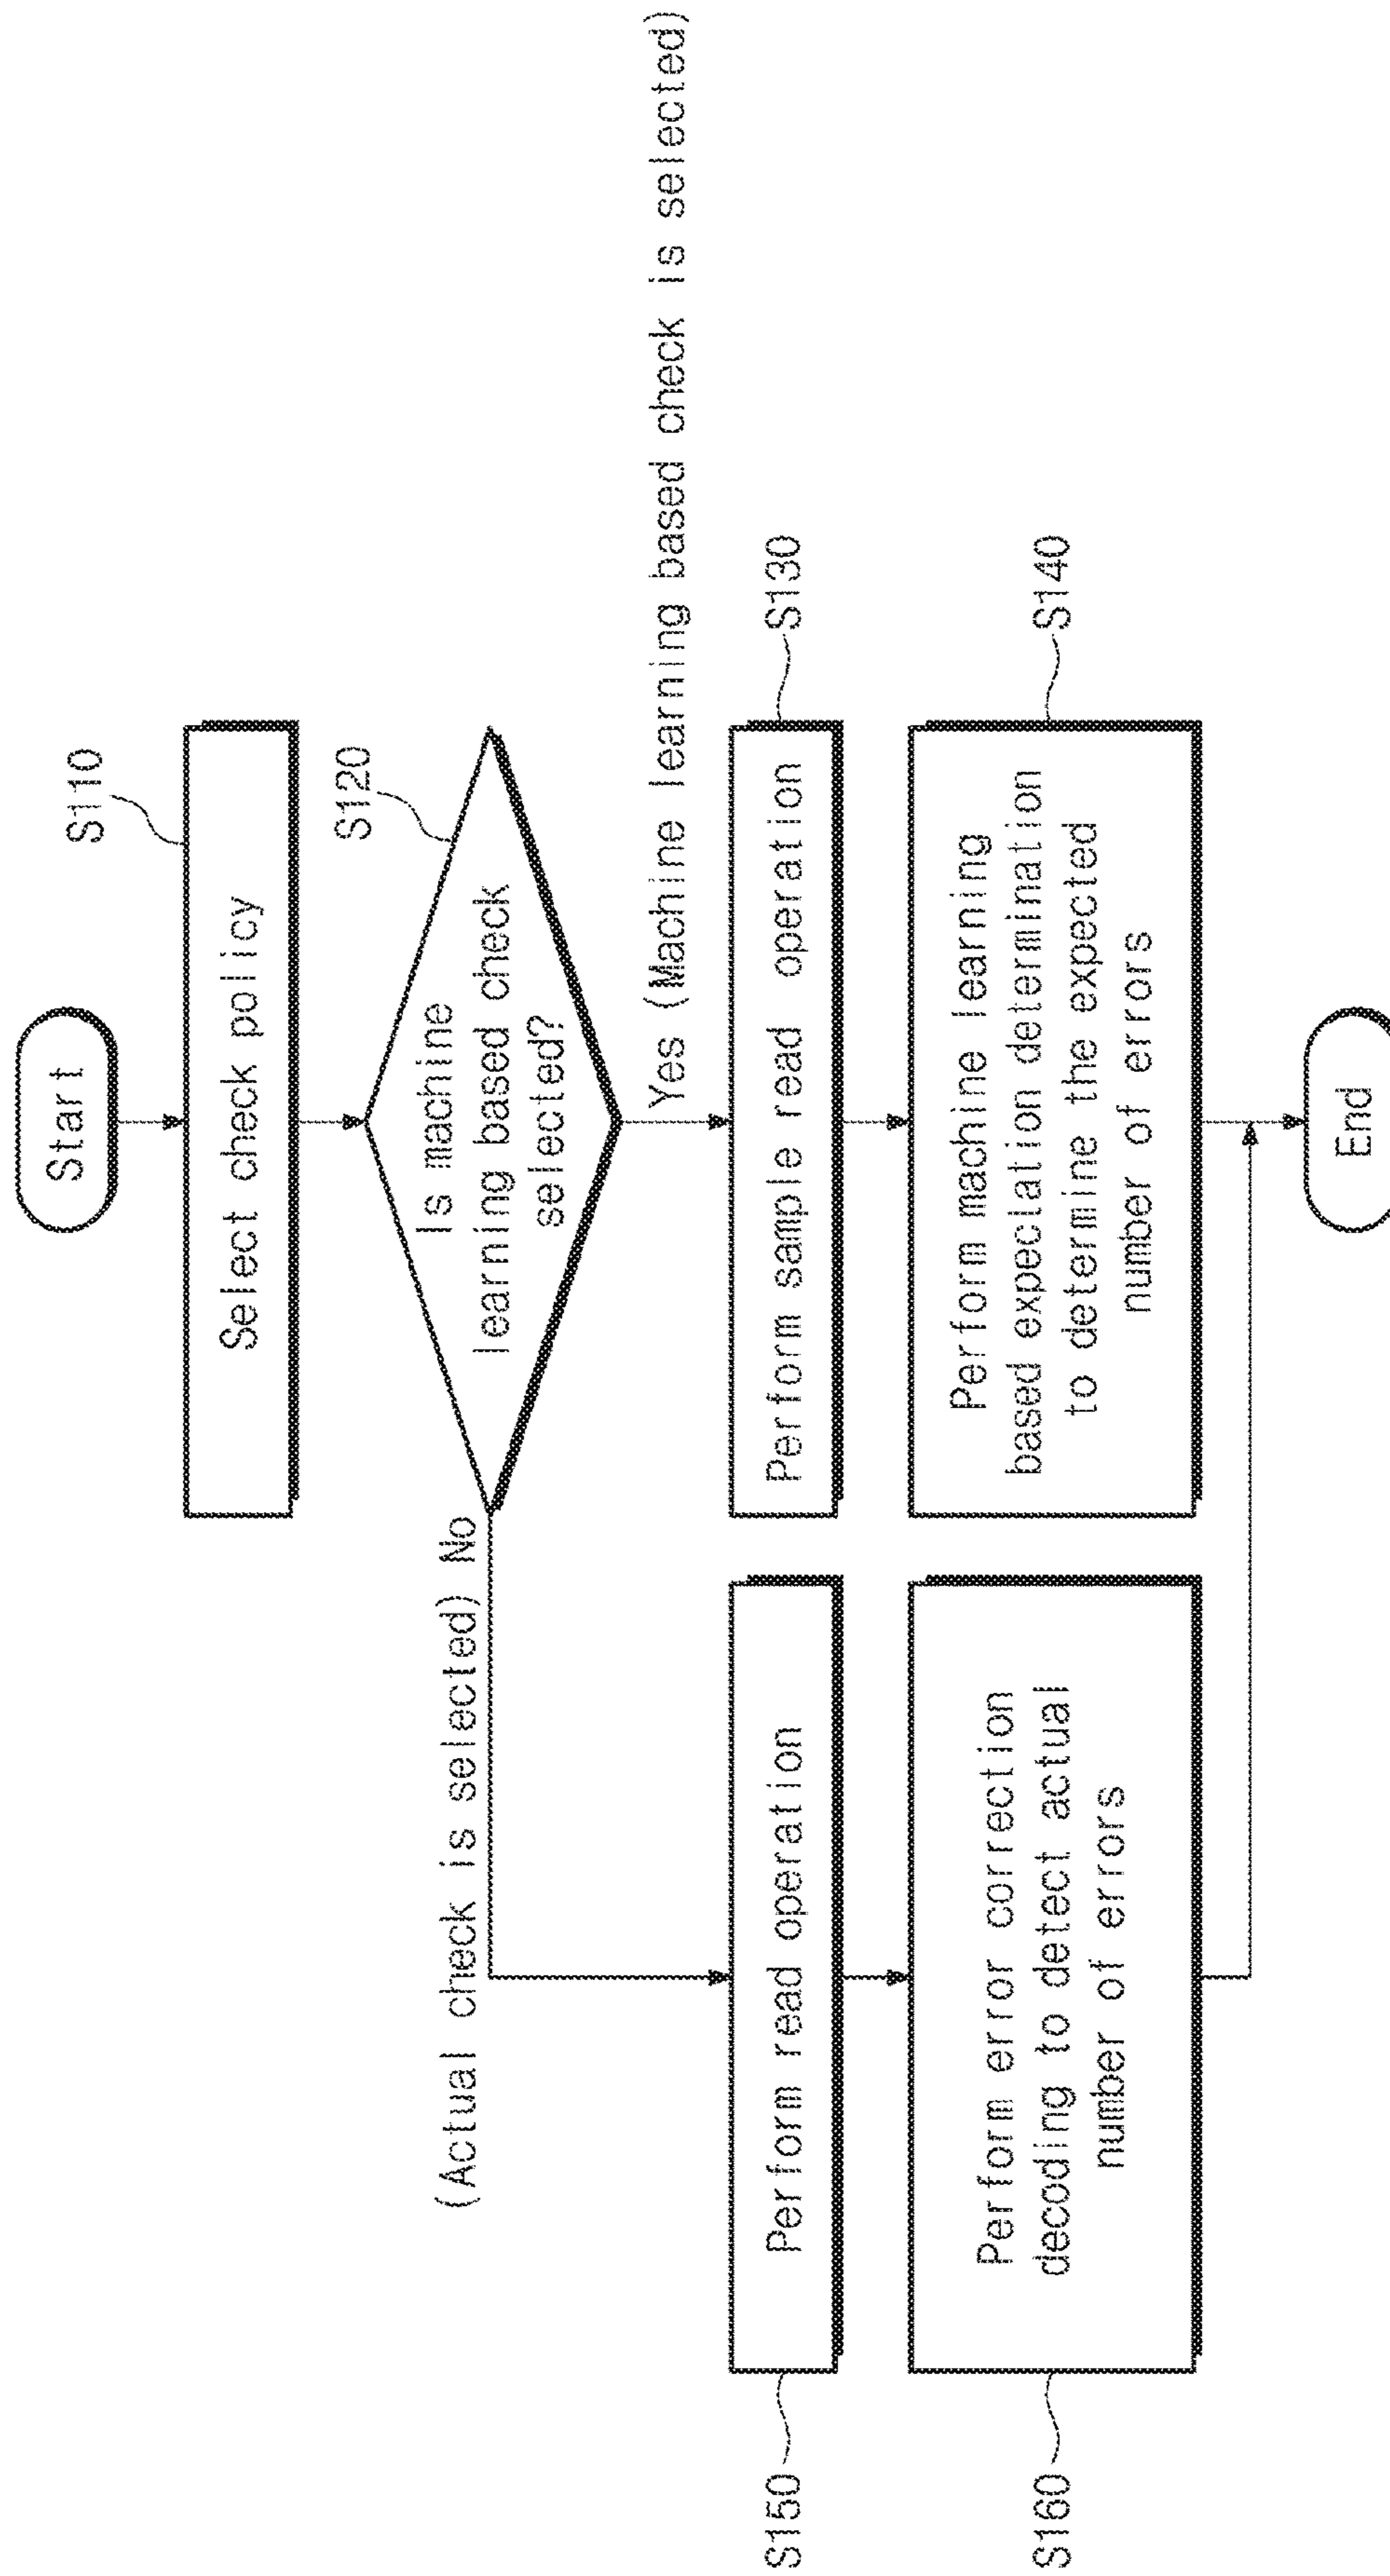 Start
S110
Select check policy
S120
Is machine
learning based check
selected?
(Actual check is selected) No
Yes (Machine learning based check is selected)
S150
Perform read operation
Perform sample read operation
S130
S160
Perform error correction
decoding to detect actual
number of errors
Perform machine learning
based expectation determination
to determine the expected
number of errors
S140
End